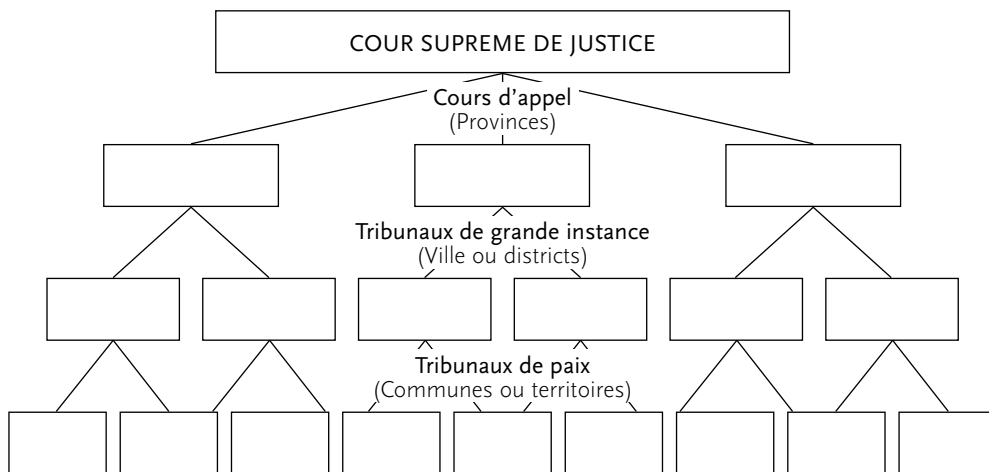 COUR SUPREME DE JUSTICE
Cours d’appel
(Provinces)
Tribunaux de grande instance
(Ville ou districts)
Tribunaux de paix
(Communes ou territoires)